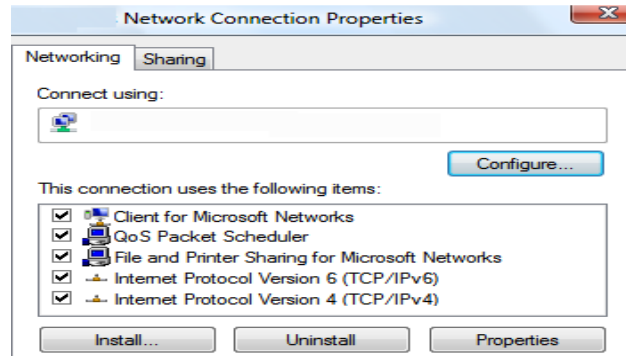 Network Connection Properties
Networking Sharing
Connect using:
Configure...
This connection uses the following items:
Client for Microsoft Networks
QoS Packet Scheduler
File and Printer Sharing for Microsoft Networks
Internet Protocol Version 6 (TCP/IPv6)
Internet Protocol Version 4 (TCP/IPv4)
Install... Uninstall Properties